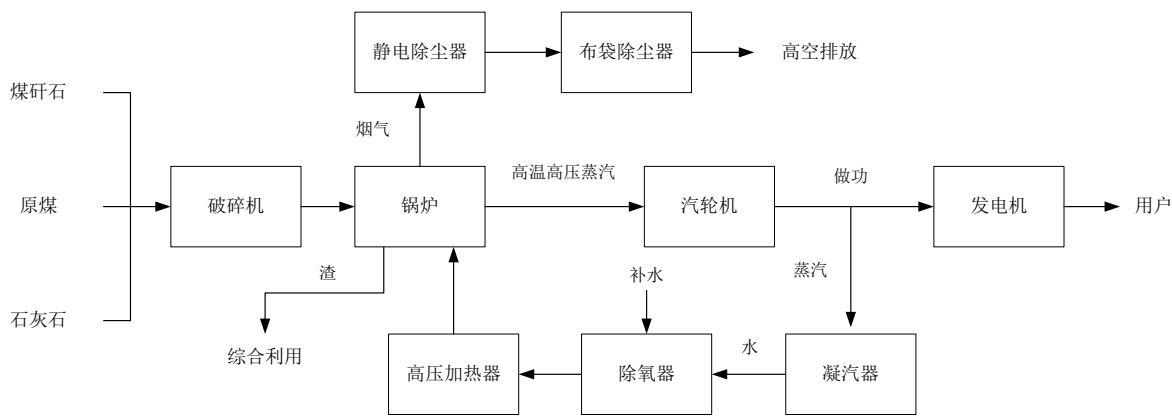 静电除尘器
布袋除尘器
高空排放
煤矸石
烟气
高温高压蒸汽
做功
原煤
破碎机
锅炉
汽轮机
发电机
用户
渣
补水
蒸汽
石灰石
综合利用
高压加热器
除氧器
水
凝汽器